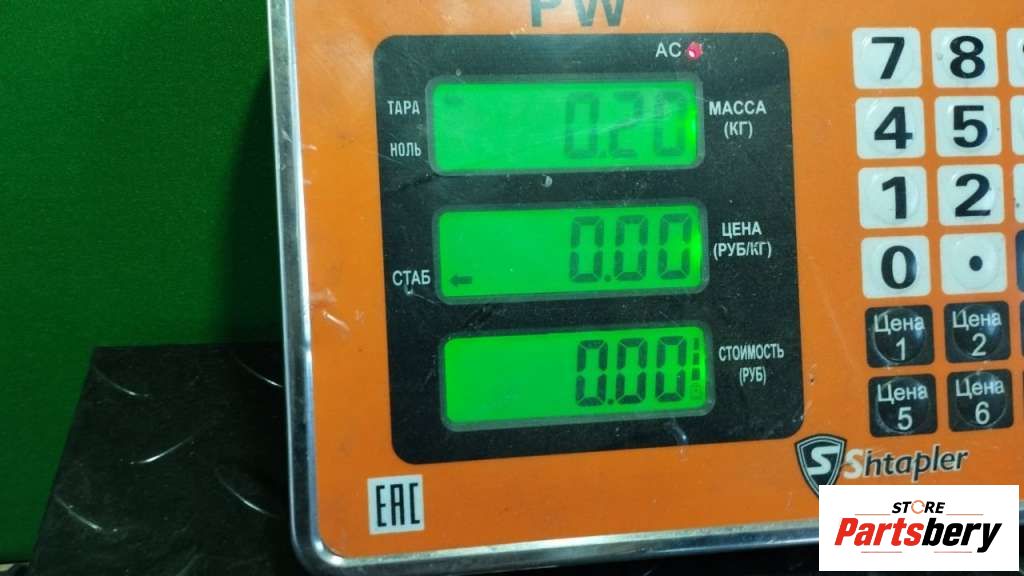 PW
AC
ТАРА
НОЛЬ
0.20
МАССА
(КГ)
СТАБ
0.00
ЦЕНА
(РУБ/КГ)
0.00
СТОИМОСТЬ
(РУБ)
7 8
4 5
1 2
0 .
Цена 1
Цена 2
Цена 5
Цена 6
S Shtapler
EAC
STORE
Partsbery